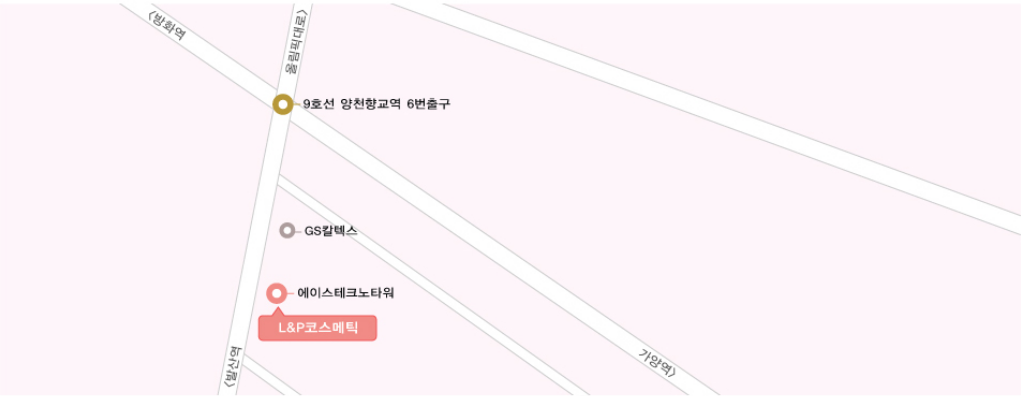 <방화역
올림픽대로>
9호선 양천향교역 6번출구
GS칼텍스
에이스테크노타워
L&P코스메틱
가양역>
<발산역